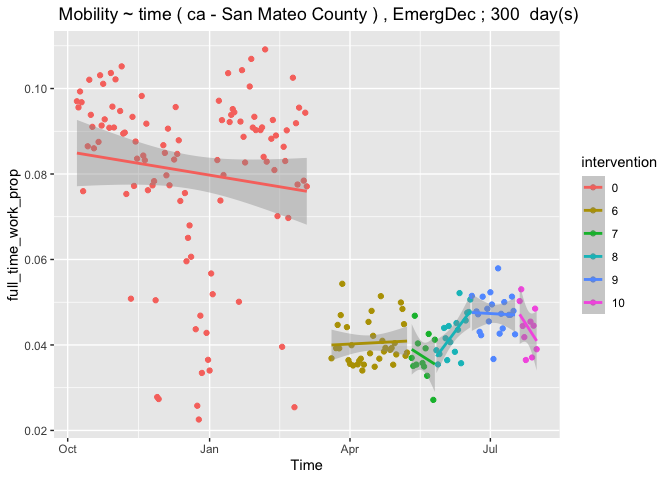 Mobility ~ time ( ca - San Mateo County ) , EmergDec ; 300 day(s)
full_time_work_prop
0.10
0.08
0.06
0.04
0.02
Oct
Jan
Apr
Jul
Time
intervention
0
6
7
8
9
10